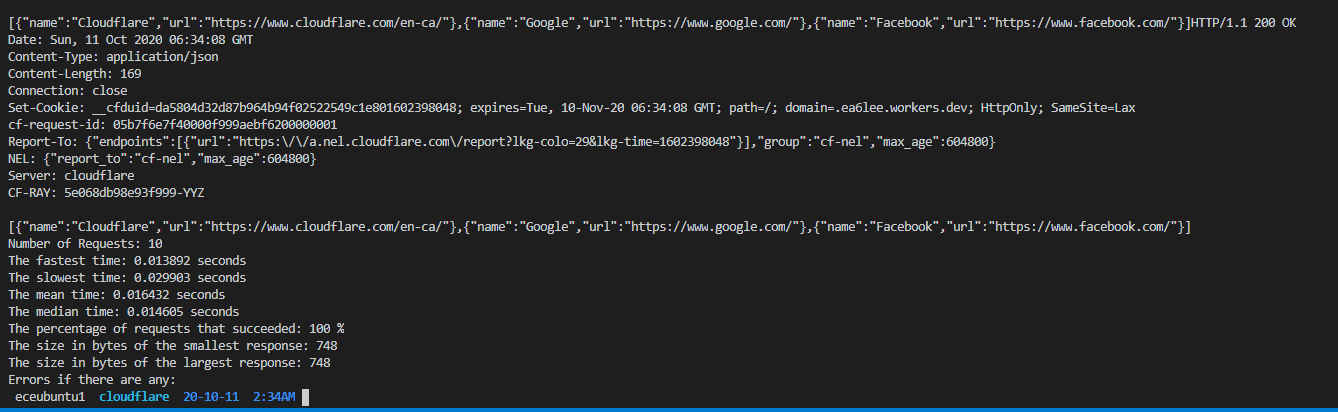 [{"name":"Cloudflare","url":"https://www.cloudflare.com/en-ca/"},{"name":"Google","url":"https://www.google.com/"},{"name":"Facebook","url":"https://www.facebook.com/"}]HTTP/1.1 200 OK
Date: Sun, 11 Oct 2020 06:34:08 GMT
Content-Type: application/json
Content-Length: 169
Connection: close
Set-Cookie: __cfduid=da5804d32d87b964b94f02522549c1e801602398048; expires=Tue, 10-Nov-20 06:34:08 GMT; path=/; domain=.ea6lee.workers.dev; HttpOnly; SameSite=Lax
cf-request-id: 05b7f6e7f40000f999aebf6200000001
Report-To: {"endpoints":[{"url":"https:\/\/a.nel.cloudflare.com\/report?lkg-colo=29&lkg-time=1602398048"}],"group":"cf-nel","max_age":604800}
NEL: {"report_to":"cf-nel","max_age":604800}
Server: cloudflare
CF-RAY: 5e068db98e93f999-YYZ
[{"name":"Cloudflare","url":"https://www.cloudflare.com/en-ca/"},{"name":"Google","url":"https://www.google.com/"},{"name":"Facebook","url":"https://www.facebook.com/"}]
Number of Requests: 10
The fastest time: 0.013892 seconds
The slowest time: 0.029903 seconds
The mean time: 0.016432 seconds
The median time: 0.014605 seconds
The percentage of requests that succeeded: 100 %
The size in bytes of the smallest response: 748
The size in bytes of the largest response: 748
Errors if there are any:
eceubuntu1 cloudflare 20-10-11 2:34AM